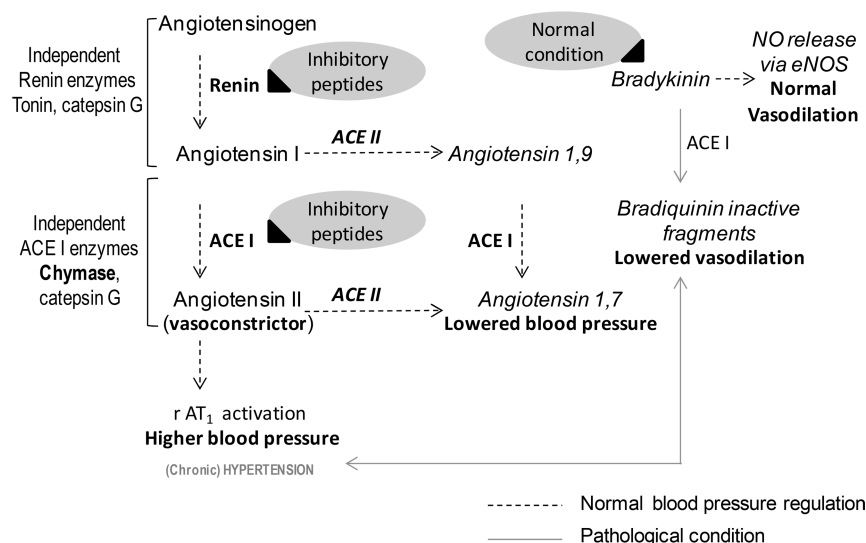 Angiotensinogen
Independent
Renin enzymes
Tonin, catepsin G
Renin
Inhibitory
peptides
Normal
condition
Bradykinin
NO release
via eNOS
Normal
Vasodilation
Angiotensin I
ACE II
Angiotensin 1,9
ACE I
Independent
ACE I enzymes
Chymase,
catepsin G
ACE I
Inhibitory
peptides
ACE I
Bradiquinin inactive
fragments
Lowered vasodilation
Angiotensin II
(vasoconstrictor)
ACE II
Angiotensin 1,7
Lowered blood pressure
r AT₁ activation
Higher blood pressure
(Chronic) HYPERTENSION
Normal blood pressure regulation
Pathological condition